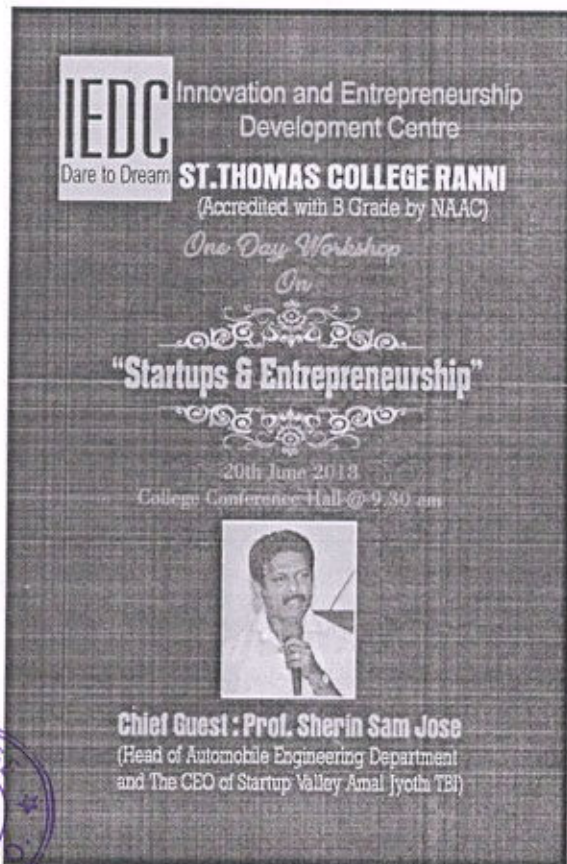 IEDC
Dare to Dream
Innovation and Entrepreneurship
Development Centre
ST.THOMAS COLLEGE RANNI
(Accredited with B Grade by NAAC)
One Day Workshop
On
"Startups & Entrepreneurship"
20th June 2018
College Conference Hall @ 9.30 am
Chief Guest : Prof. Sherin Sam Jose
(Head of Automobile Engineering Department
and The CEO of Startup Valley Amal Jyothi TBI)